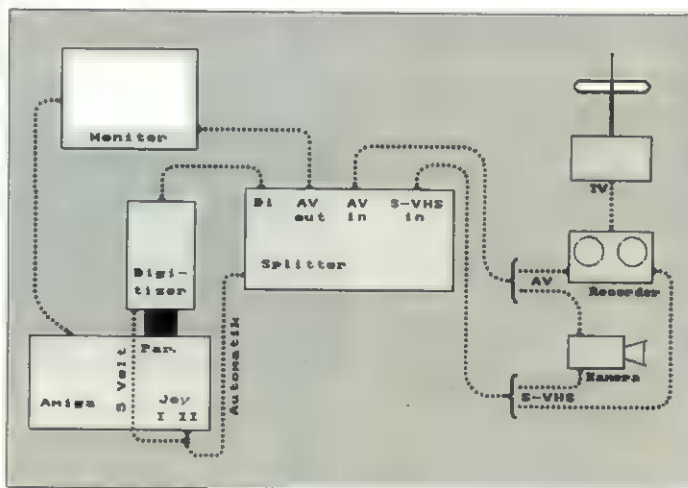 Monitor
TV
Di AV AV S-VHS
out in in
Splitter
Digi-
tizer
AV
Recorder
Par.
5 Volt
Automatik
Kamera
Amiga
Joy
I II
S-VHS